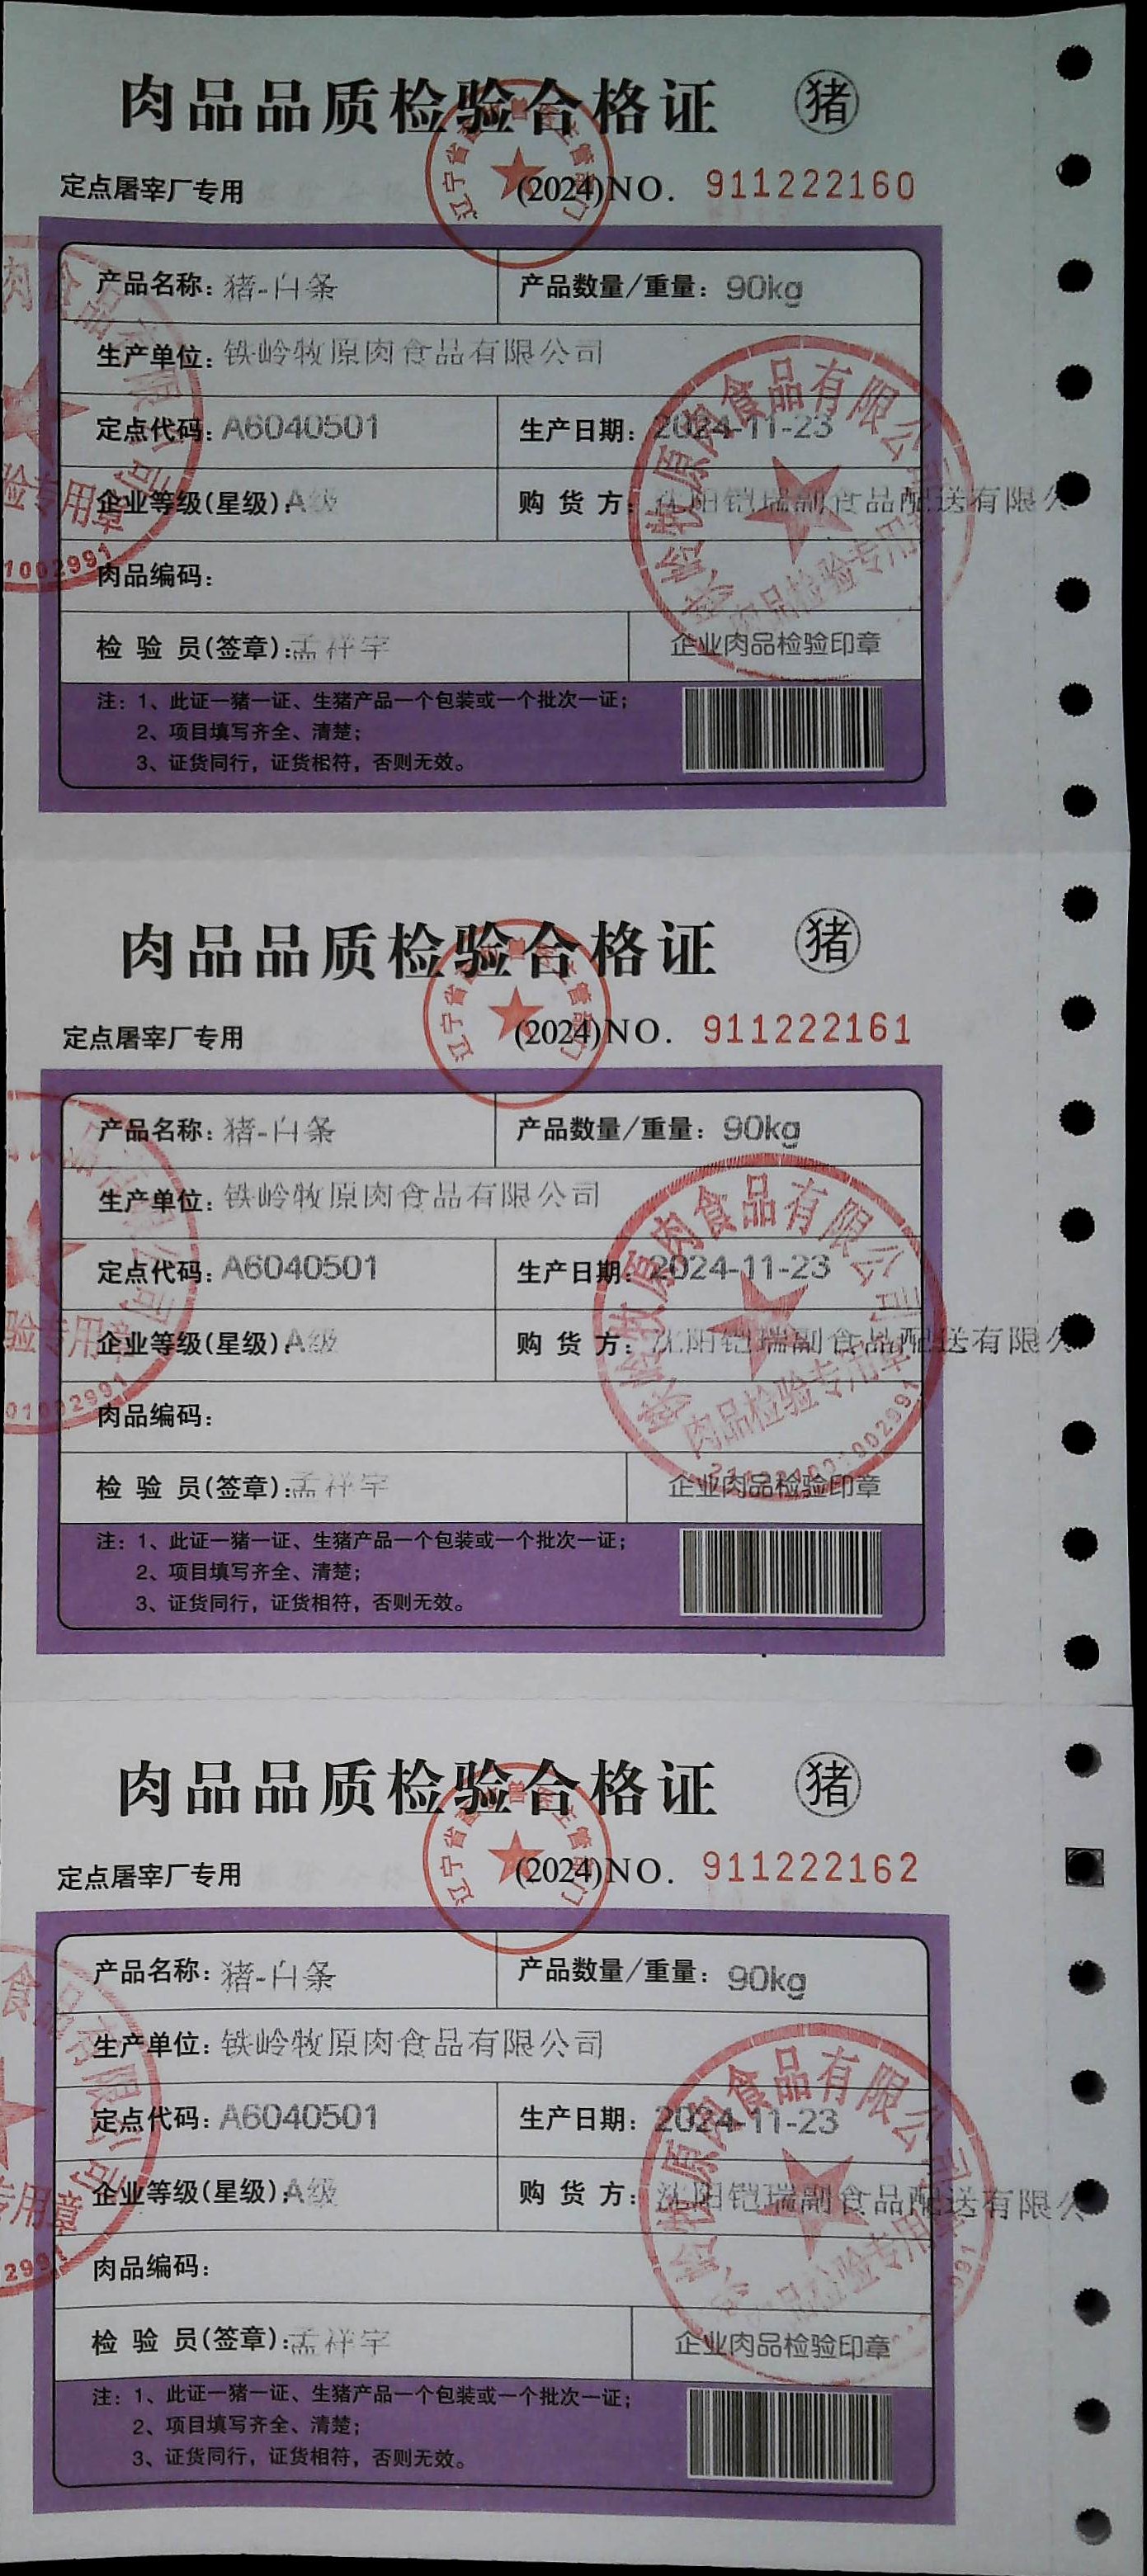 肉品品质检验合格证 猪
定点屠宰厂专用 (2024)NO. 911222160
产品名称：猪-白条 产品数量/重量：90kg
生产单位：铁岭牧原肉食品有限公司
定点代码：A6040501 生产日期：2024-11-23
企业等级(星级)：A级 购货方：沈阳铠瑞副食品配送有限公
肉品编码：
检验员(签章)：孟祥宇 企业肉品检验印章
注：1、此证一猪一证、生猪产品一个包装或一个批次一证；
2、项目填写齐全、清楚；
3、证货同行，证货相符，否则无效。
肉品品质检验合格证 猪
定点屠宰厂专用 (2024)NO. 911222161
产品名称：猪-白条 产品数量/重量：90kg
生产单位：铁岭牧原肉食品有限公司
定点代码：A6040501 生产日期：2024-11-23
企业等级(星级)：A级 购货方：沈阳铠瑞副食品配送有限公
肉品编码：
检验员(签章)：孟祥宇 企业肉品检验印章
注：1、此证一猪一证、生猪产品一个包装或一个批次一证；
2、项目填写齐全、清楚；
3、证货同行，证货相符，否则无效。
肉品品质检验合格证 猪
定点屠宰厂专用 (2024)NO. 911222162
产品名称：猪-白条 产品数量/重量：90kg
生产单位：铁岭牧原肉食品有限公司
定点代码：A6040501 生产日期：2024-11-23
企业等级(星级)：A级 购货方：沈阳铠瑞副食品配送有限公
肉品编码：
检验员(签章)：孟祥宇 企业肉品检验印章
注：1、此证一猪一证、生猪产品一个包装或一个批次一证；
2、项目填写齐全、清楚；
3、证货同行，证货相符，否则无效。